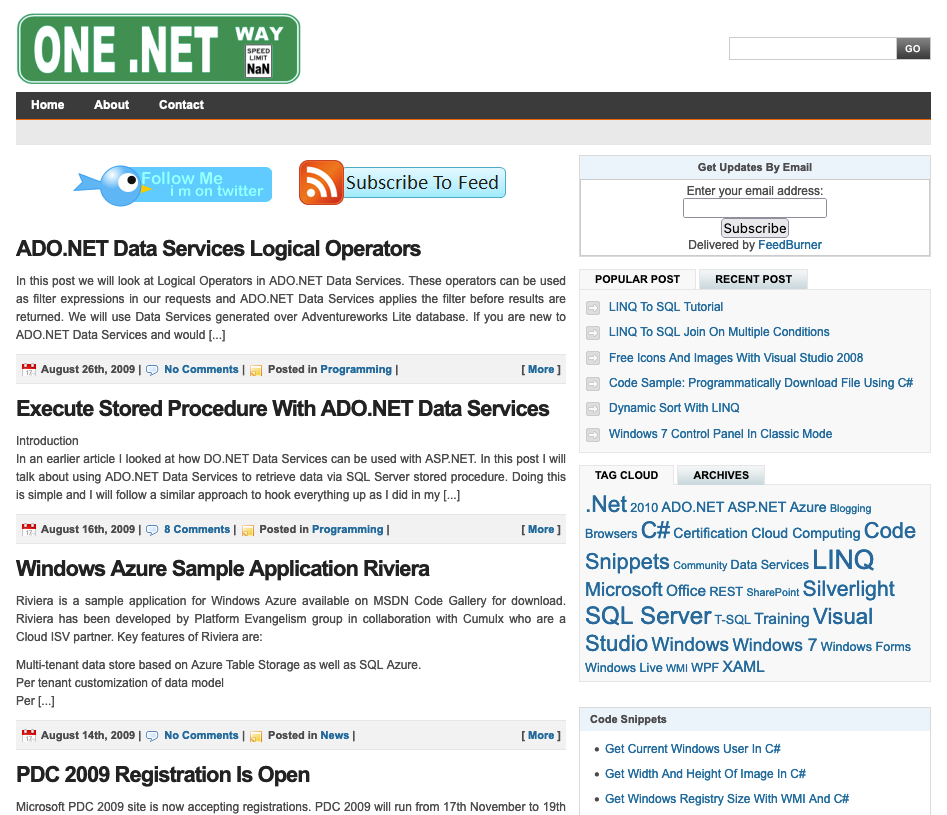 ONE .NET WAY
SPEED
LIMIT
NaN
GO
Home About Contact
Follow Me
i m on twitter
Subscribe To Feed
ADO.NET Data Services Logical Operators
In this post we will look at Logical Operators in ADO.NET Data Services. These operators can be used
as filter expressions in our requests and ADO.NET Data Services applies the filter before results are
returned. We will use Data Services generated over Adventureworks Lite database. If you are new to
ADO.NET Data Services and would [...]
August 26th, 2009 | No Comments | Posted in Programming | [ More ]
Execute Stored Procedure With ADO.NET Data Services
Introduction
In an earlier article I looked at how DO.NET Data Services can be used with ASP.NET. In this post I will
talk about using ADO.NET Data Services to retrieve data via SQL Server stored procedure. Doing this
is simple and I will follow a similar approach to hook everything up as I did in my [...]
August 16th, 2009 | 8 Comments | Posted in Programming | [ More ]
Windows Azure Sample Application Riviera
Riviera is a sample application for Windows Azure available on MSDN Code Gallery for download.
Riviera has been developed by Platform Evangelism group in collaboration with Cumulx who are a
Cloud ISV partner. Key features of Riviera are:
Multi-tenant data store based on Azure Table Storage as well as SQL Azure.
Per tenant customization of data model
Per [...]
August 14th, 2009 | No Comments | Posted in News | [ More ]
PDC 2009 Registration Is Open
Microsoft PDC 2009 site is now accepting registrations. PDC 2009 will run from 17th November to 19th
Get Updates By Email
Enter your email address:
Subscribe
Delivered by FeedBurner
POPULAR POST RECENT POST
LINQ To SQL Tutorial
LINQ To SQL Join On Multiple Conditions
Free Icons And Images With Visual Studio 2008
Code Sample: Programmatically Download File Using C#
Dynamic Sort With LINQ
Windows 7 Control Panel In Classic Mode
TAG CLOUD ARCHIVES
.Net 2010 ADO.NET ASP.NET Azure Blogging
Browsers C# Certification Cloud Computing Code
Snippets Community Data Services LINQ
Microsoft Office REST SharePoint Silverlight
SQL Server T-SQL Training Visual
Studio Windows Windows 7 Windows Forms
Windows Live WMI WPF XAML
Code Snippets
Get Current Windows User In C#
Get Width And Height Of Image In C#
Get Windows Registry Size With WMI And C#